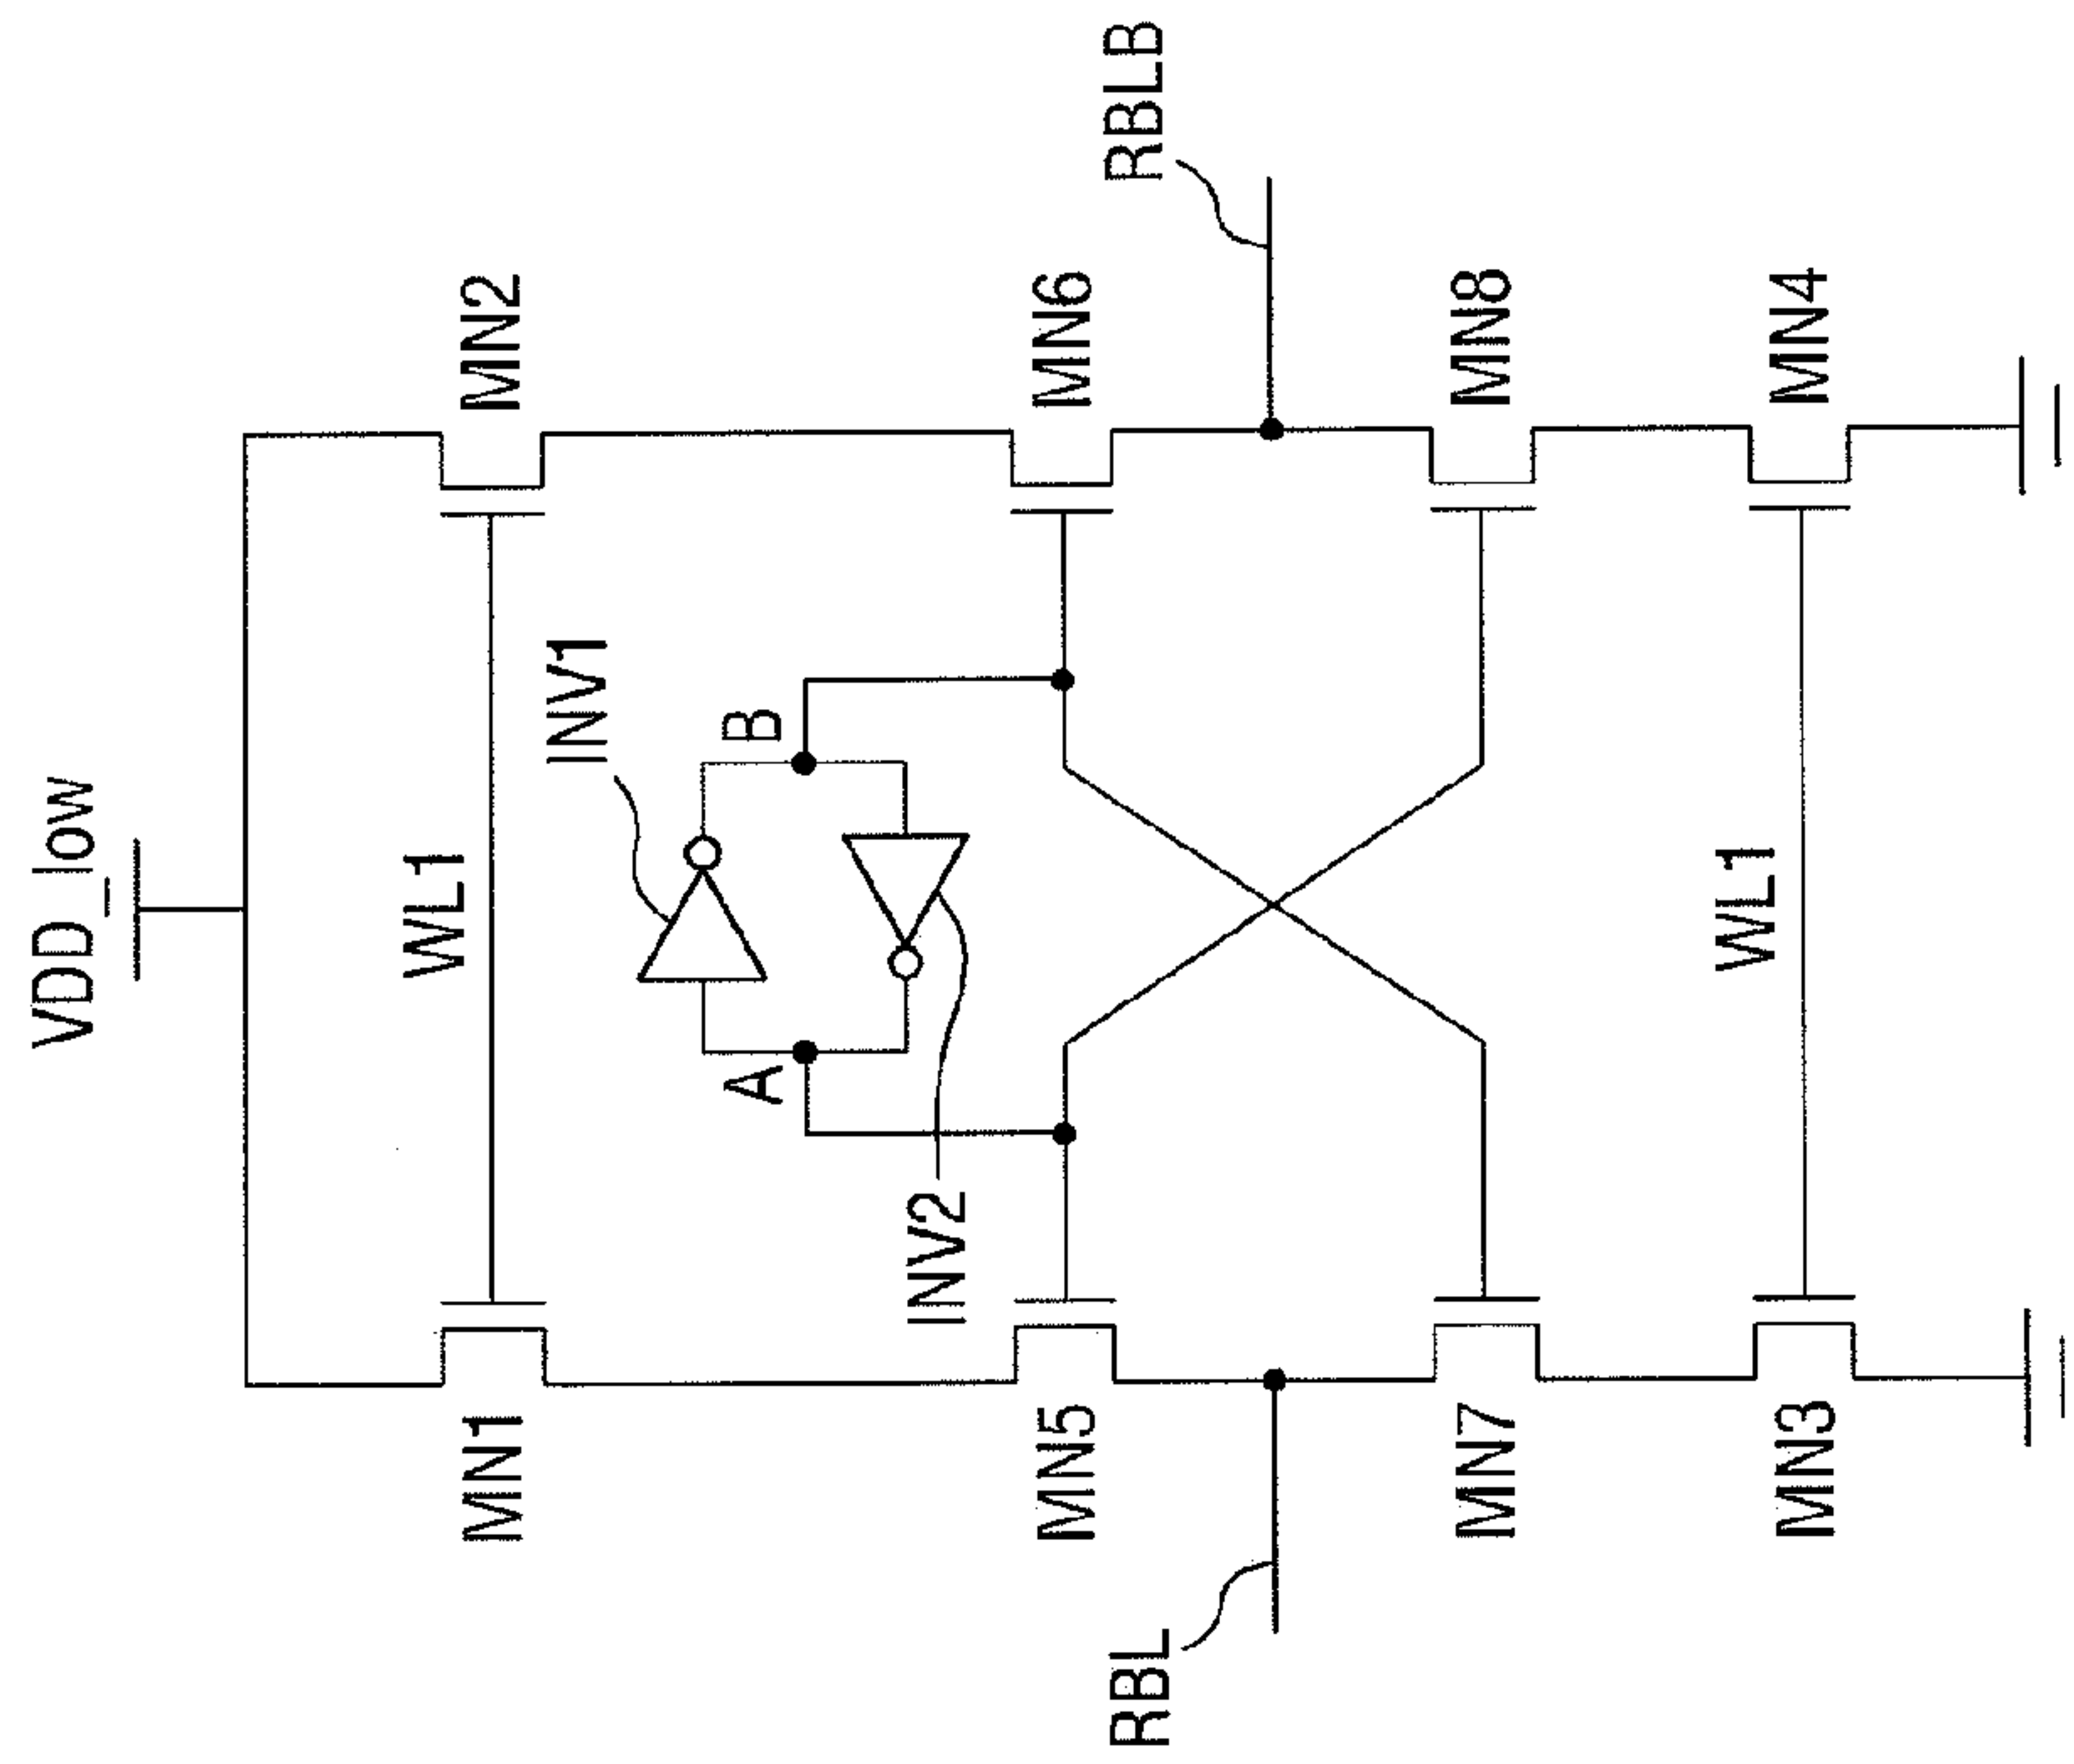 VDD_low
WL1
MN1
MN2
INV1
A
B
INV2
MN5
MN6
RBL
RBLB
MN7
MN8
WL1
MN3
MN4